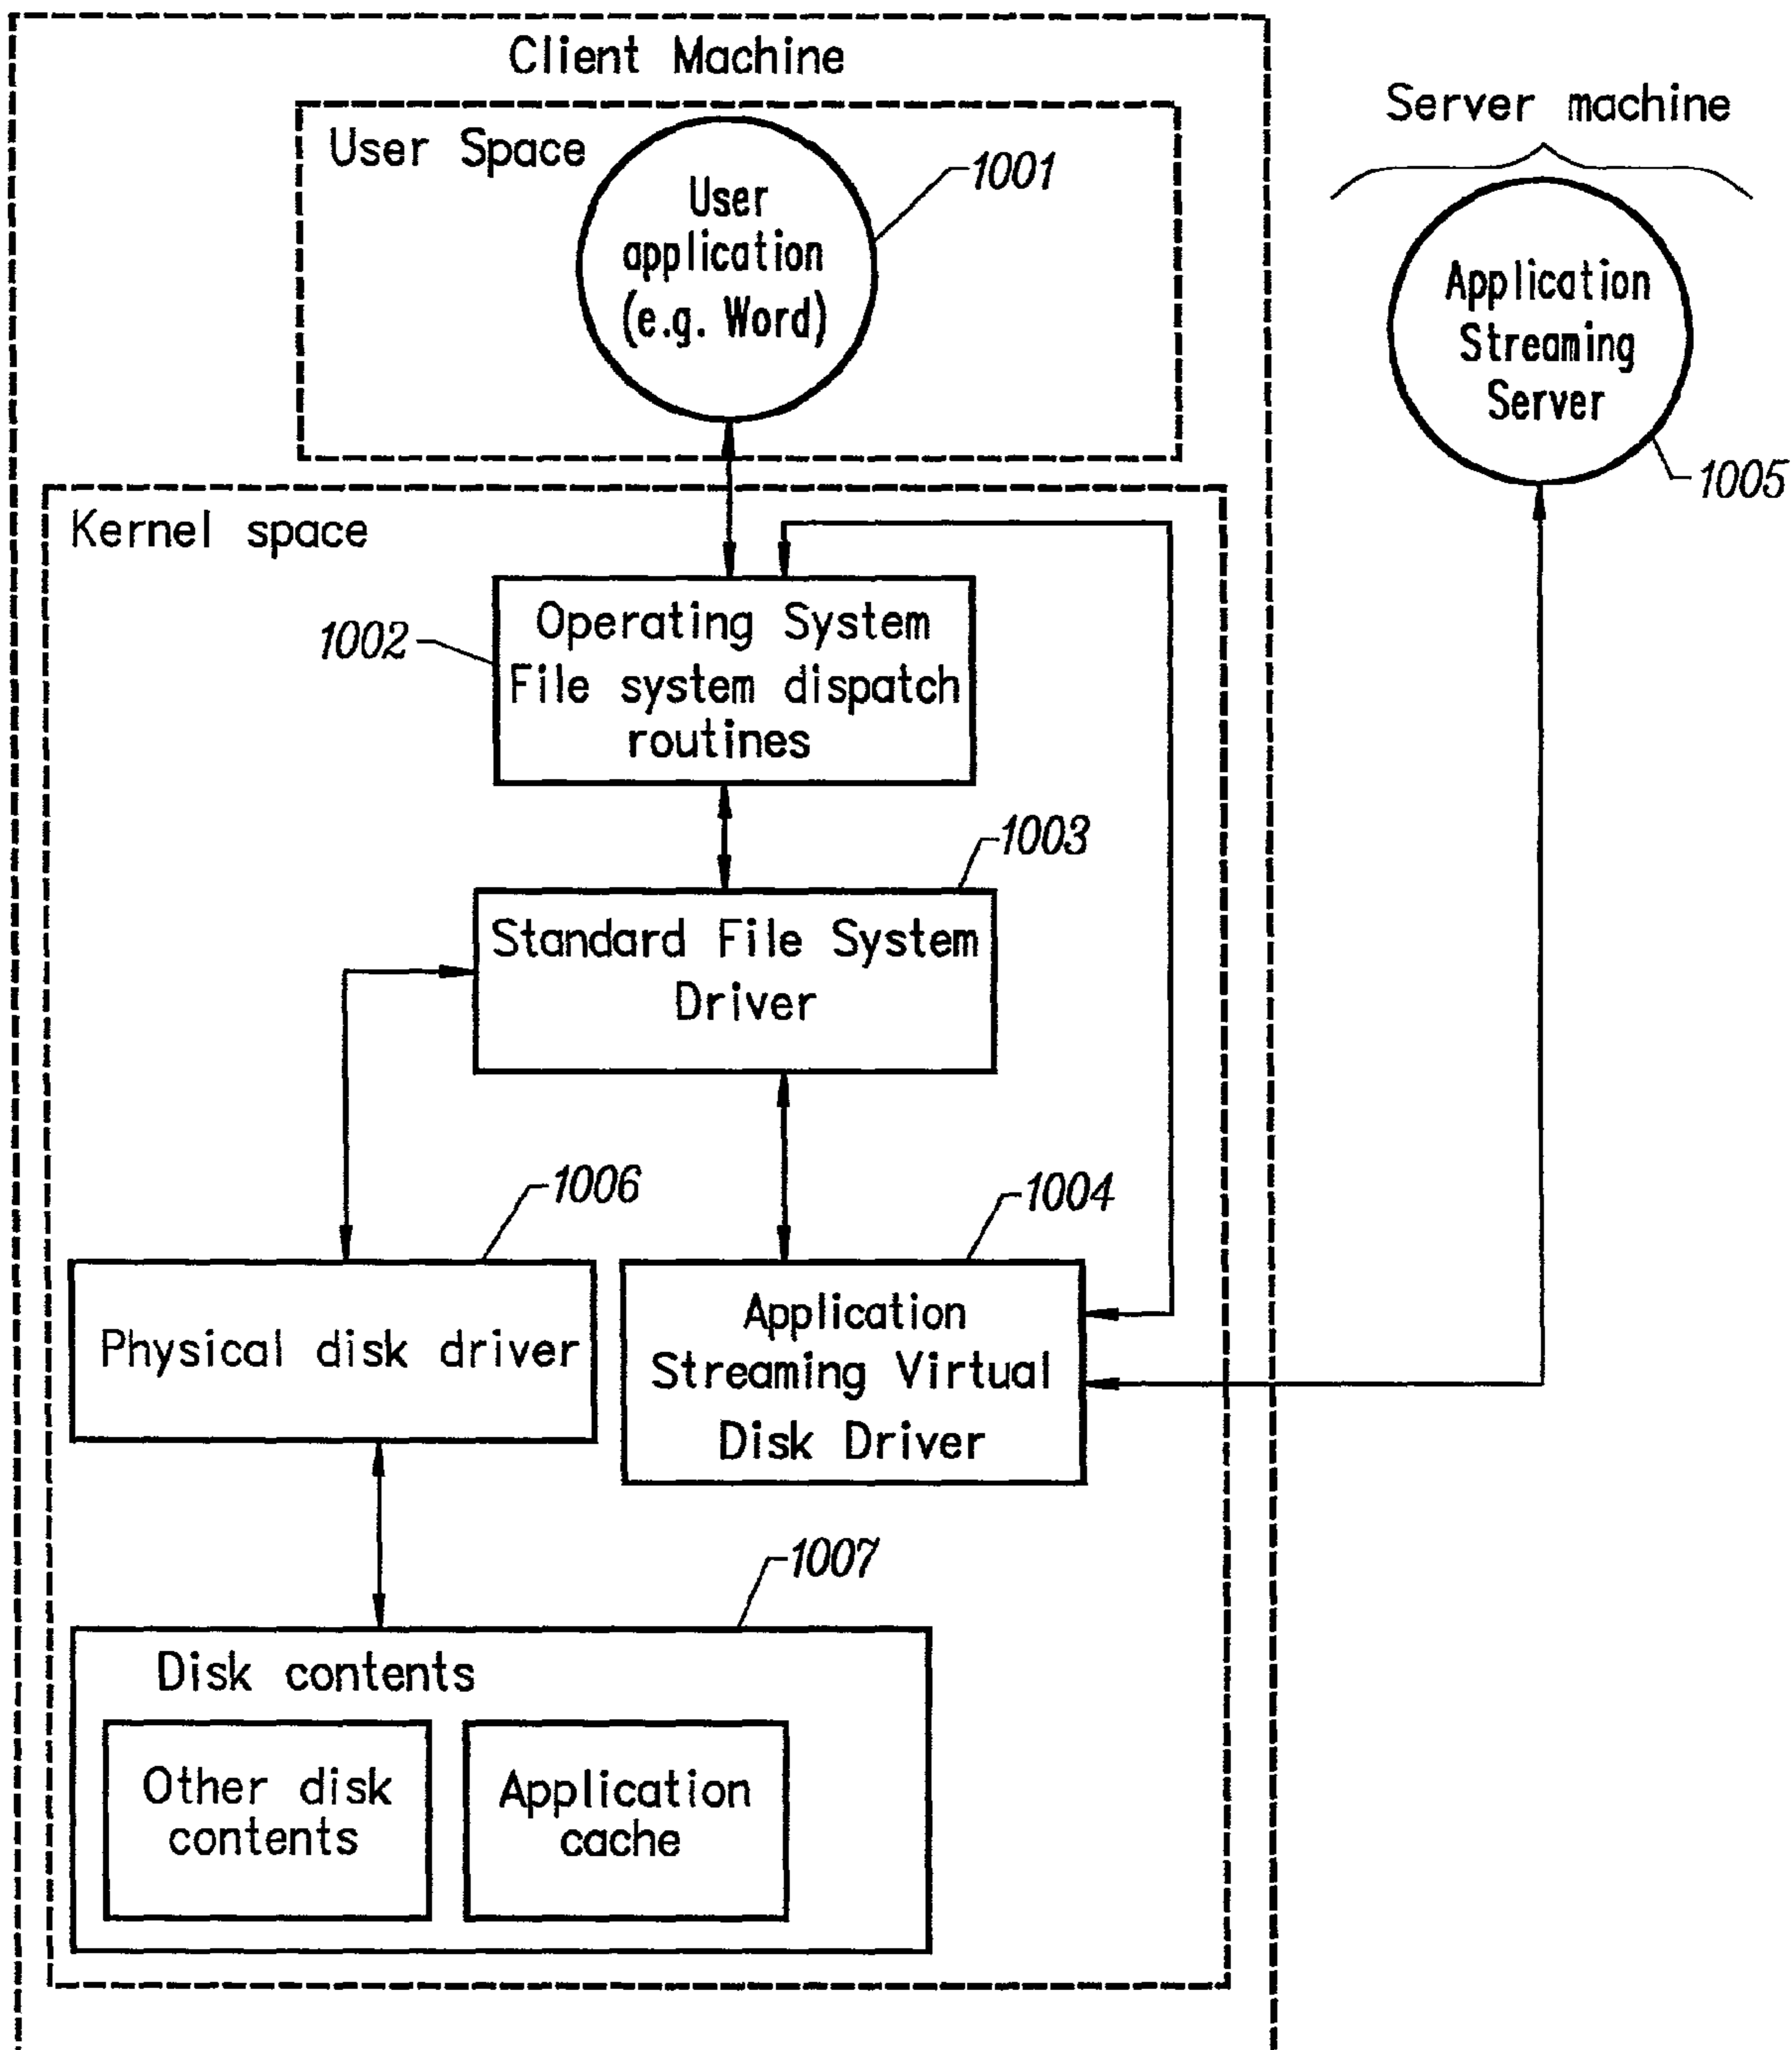 Client Machine
Server machine
User Space
1001
User
application
(e.g. Word)
Application
Streaming
Server
1005
Kernel space
1002
Operating System
File system dispatch
routines
1003
Standard File System
Driver
1006
1004
Physical disk driver
Application
Streaming Virtual
Disk Driver
1007
Disk contents
Other disk
contents
Application
cache